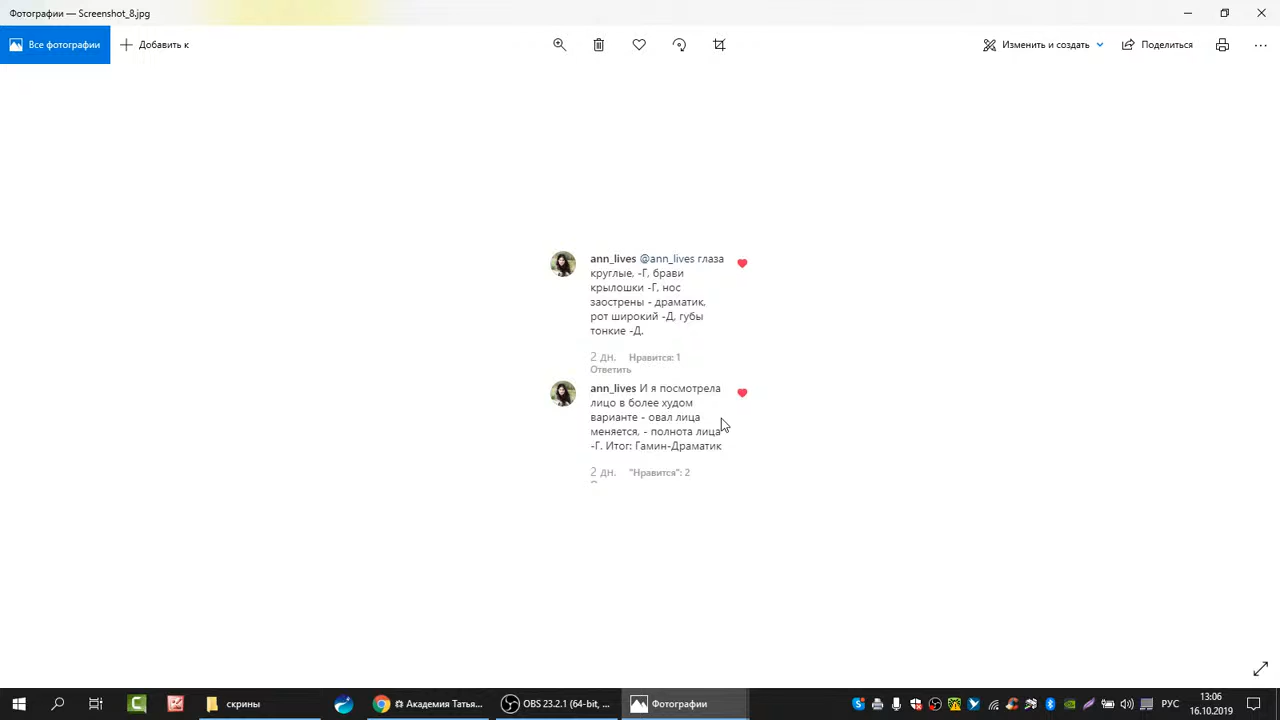 Фотографии — Screenshot_8.jpg
Все фотографии
Добавить к
Изменить и создать
Поделиться
ann_lives @ann_lives глаза
круглые, -Г, брави
крылошки -Г, нос
заострены - драматик,
рот широкий -Д, губы
тонкие -Д,
2 дн. Нравится: 1
Ответить
ann_lives И я посмотрела
лицо в более худом
варианте - овал лица
меняется, - полнота лица
-Г. Итог: Гамин-Драматик
2 дн. "Нравится": 2
скрины
Академия Татья...
OBS 23.2.1 (64-bit, ...
Фотографии
РУС
13:06
16.10.2019